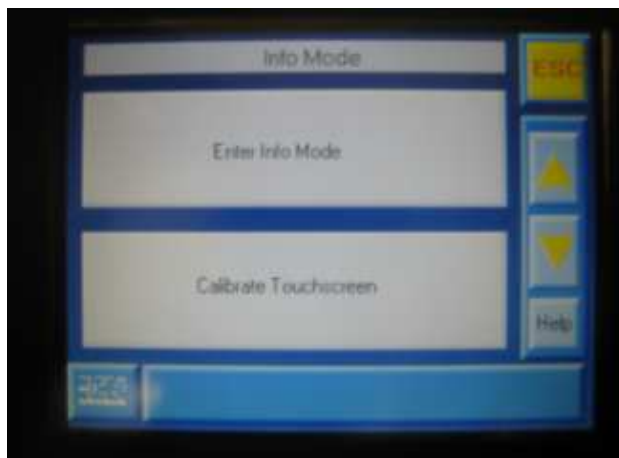 Info Mode
ESC
Enter Info Mode
Calibrate Touchscreen
Help